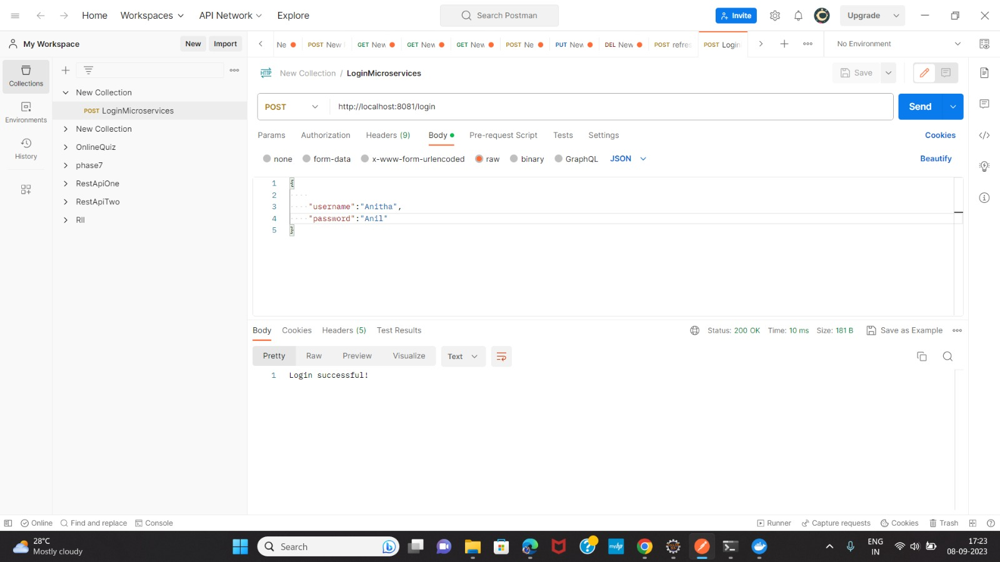 Home
Workspaces
API Network
Explore
Search Postman
Invite
Upgrade
My Workspace
New
Import
Ne
POST New
GET New
GET New
GET New
POST Ne
PUT New
DEL New
POST refres
POST Login
No Environment
Collections
Environments
History
New Collection
POST LoginMicroservices
New Collection
OnlineQuiz
phase7
RestApiOne
RestApiTwo
RII
HTTP
New Collection / LoginMicroservices
Save
POST
http://localhost:8081/login
Send
Params
Authorization
Headers (9)
Body
Pre-request Script
Tests
Settings
Cookies
none
form-data
x-www-form-urlencoded
raw
binary
GraphQL
JSON
Beautify
1 {
2
3 "username":"Anitha",
4 "password":"Anil"
5 }
Body
Cookies
Headers (5)
Test Results
Status: 200 OK
Time: 10 ms
Size: 181 B
Save as Example
Pretty
Raw
Preview
Visualize
Text
1 Login successful!
Online
Find and replace
Console
Runner
Capture requests
Cookies
Trash
28°C
Mostly cloudy
Search
myhp
ENG
IN
17:23
08-09-2023